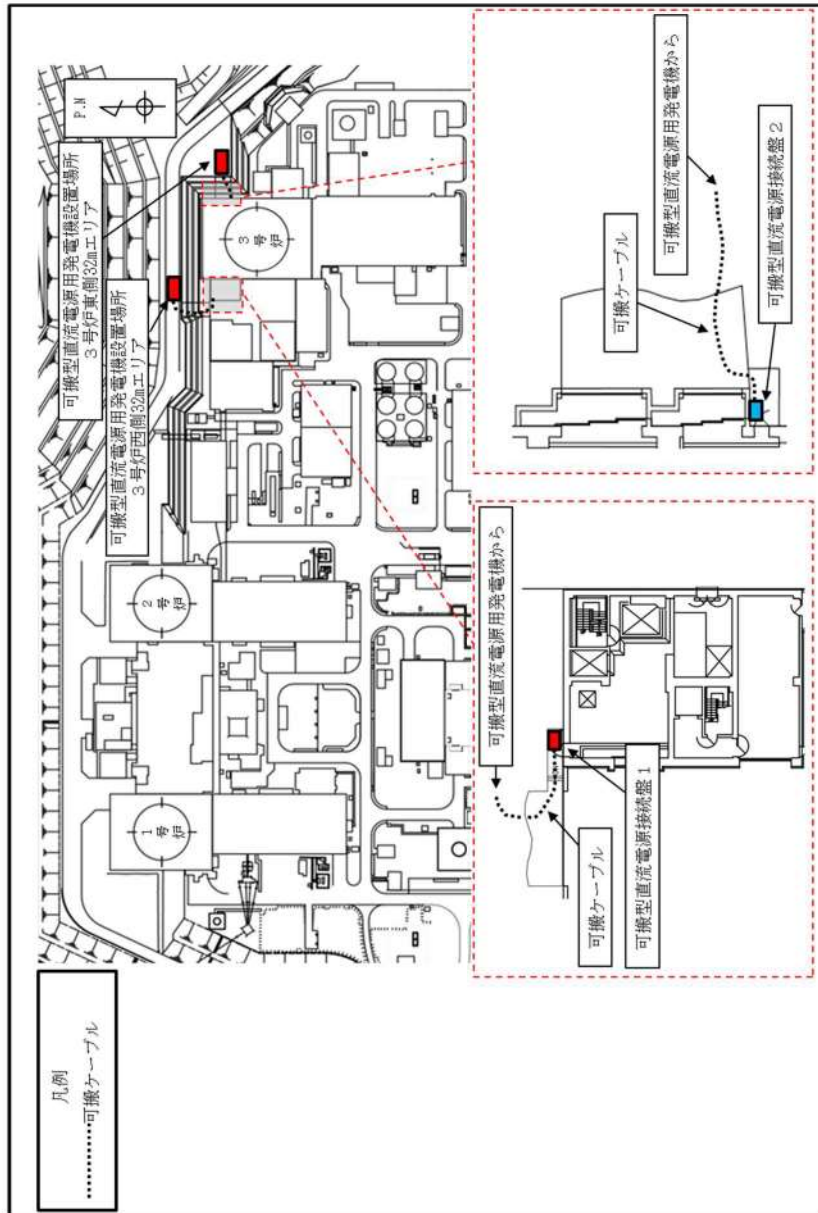 凡例
可搬ケーブル
可搬型直流電源用発電機設置場所
3号炉東側32mエリア
可搬型直流電源用発電機設置場所
3号炉西側32mエリア
P.N
1号炉
2号炉
3号炉
可搬型直流電源用発電機から
可搬ケーブル
可搬型直流電源接続盤1
可搬型直流電源用発電機から
可搬ケーブル
可搬型直流電源接続盤2